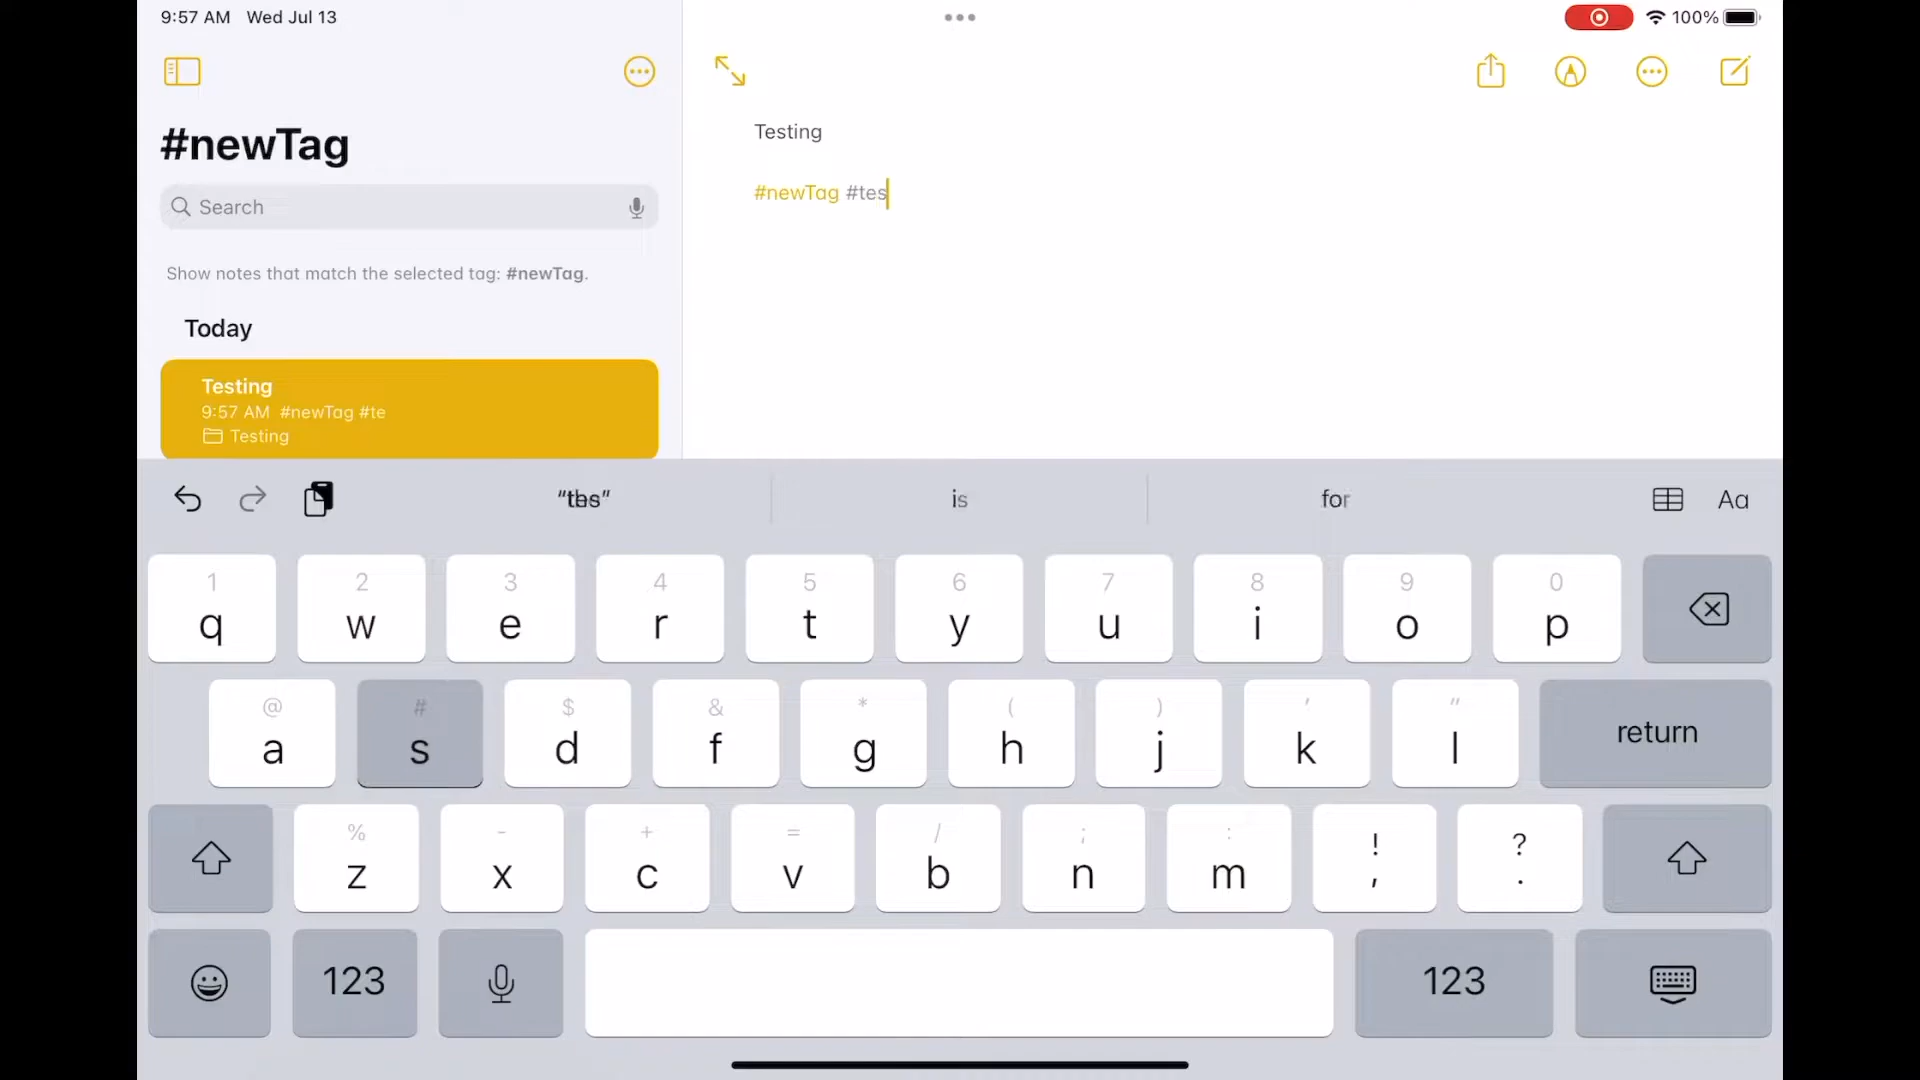 9:57 AM Wed Jul 13
100%
#newTag
Search
Show notes that match the selected tag: #newTag.
Today
Testing
9:57 AM #newTag #te
Testing
Testing
#newTag #tes
is
for
Aa
1 2 3 4 5 6 7 8 9 0
q w e r t y u i o p
@ # $ & * ( ) ' "
a s d f g h j k l return
% - + = / ; : ! ?
z x c v b n m , .
123 123